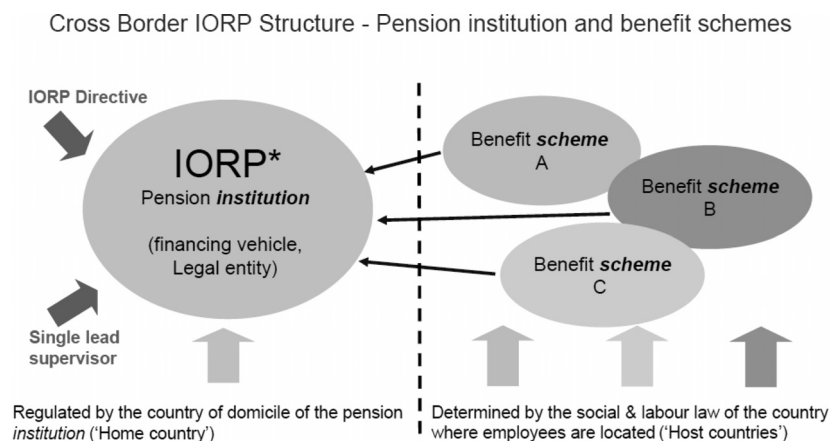 Cross Border IORP Structure - Pension institution and benefit schemes
IORP Directive
IORP*
Pension institution
(financing vehicle,
Legal entity)
Single lead
supervisor
Benefit scheme
A
Benefit scheme
B
Benefit scheme
C
Regulated by the country of domicile of the pension
institution (‘Home country’)
Determined by the social & labour law of the country
where employees are located (‘Host countries’)